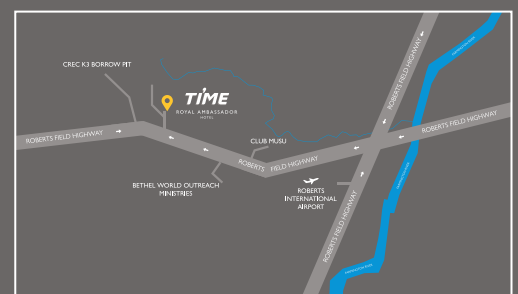 CREC K3 BORROW PIT
TIME
ROYAL AMBASSADOR
HOTEL
ROBERTS FIELD HIGHWAY
ROBERTS FIELD HIGHWAY
ROBERTS FIELD HIGHWAY
CLUB MUSU
ROBERTS FIELD HIGHWAY
BETHEL WORLD OUTREACH
MINISTRIES
ROBERTS
INTERNATIONAL
AIRPORT
ROBERTS FIELD HIGHWAY